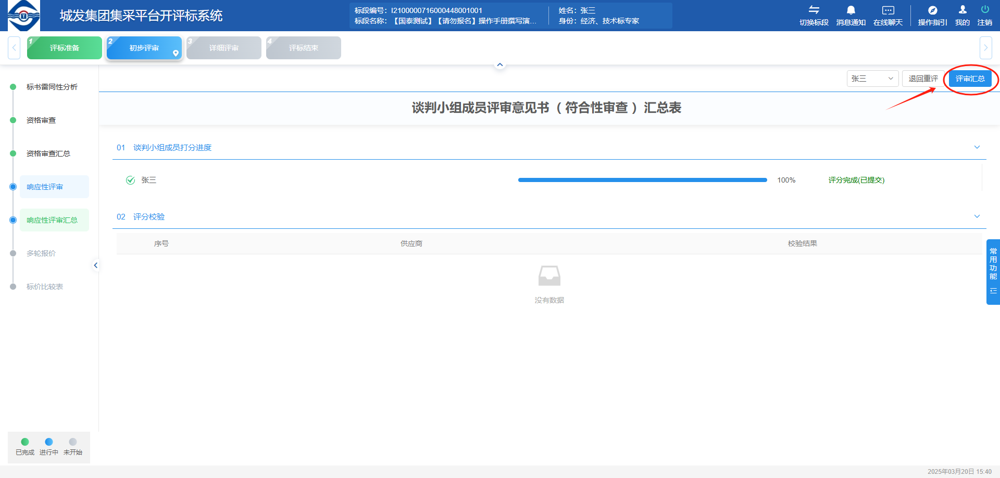 城发集团集采平台开评标系统
标段编号：I2100000716000448001001
标段名称：【国泰测试】【请勿报名】操作手册撰写演...
姓名：张三
身份：经济、技术标专家
切换标段
消息通知
在线聊天
操作指引
我的
注销
1 评标准备
2 初步评审
3 详细评审
4 评标结束
张三
退回重评
评审汇总
标书雷同性分析
资格审查
资格审查汇总
响应性评审
响应性评审汇总
多轮报价
标价比较表
谈判小组成员评审意见书（符合性审查）汇总表
01 谈判小组成员打分进度
张三 100% 评分完成(已提交)
02 评分校验
序号 供应商 校验结果
没有数据
常用功能
已完成 进行中 未开始
2025年03月20日 15:40